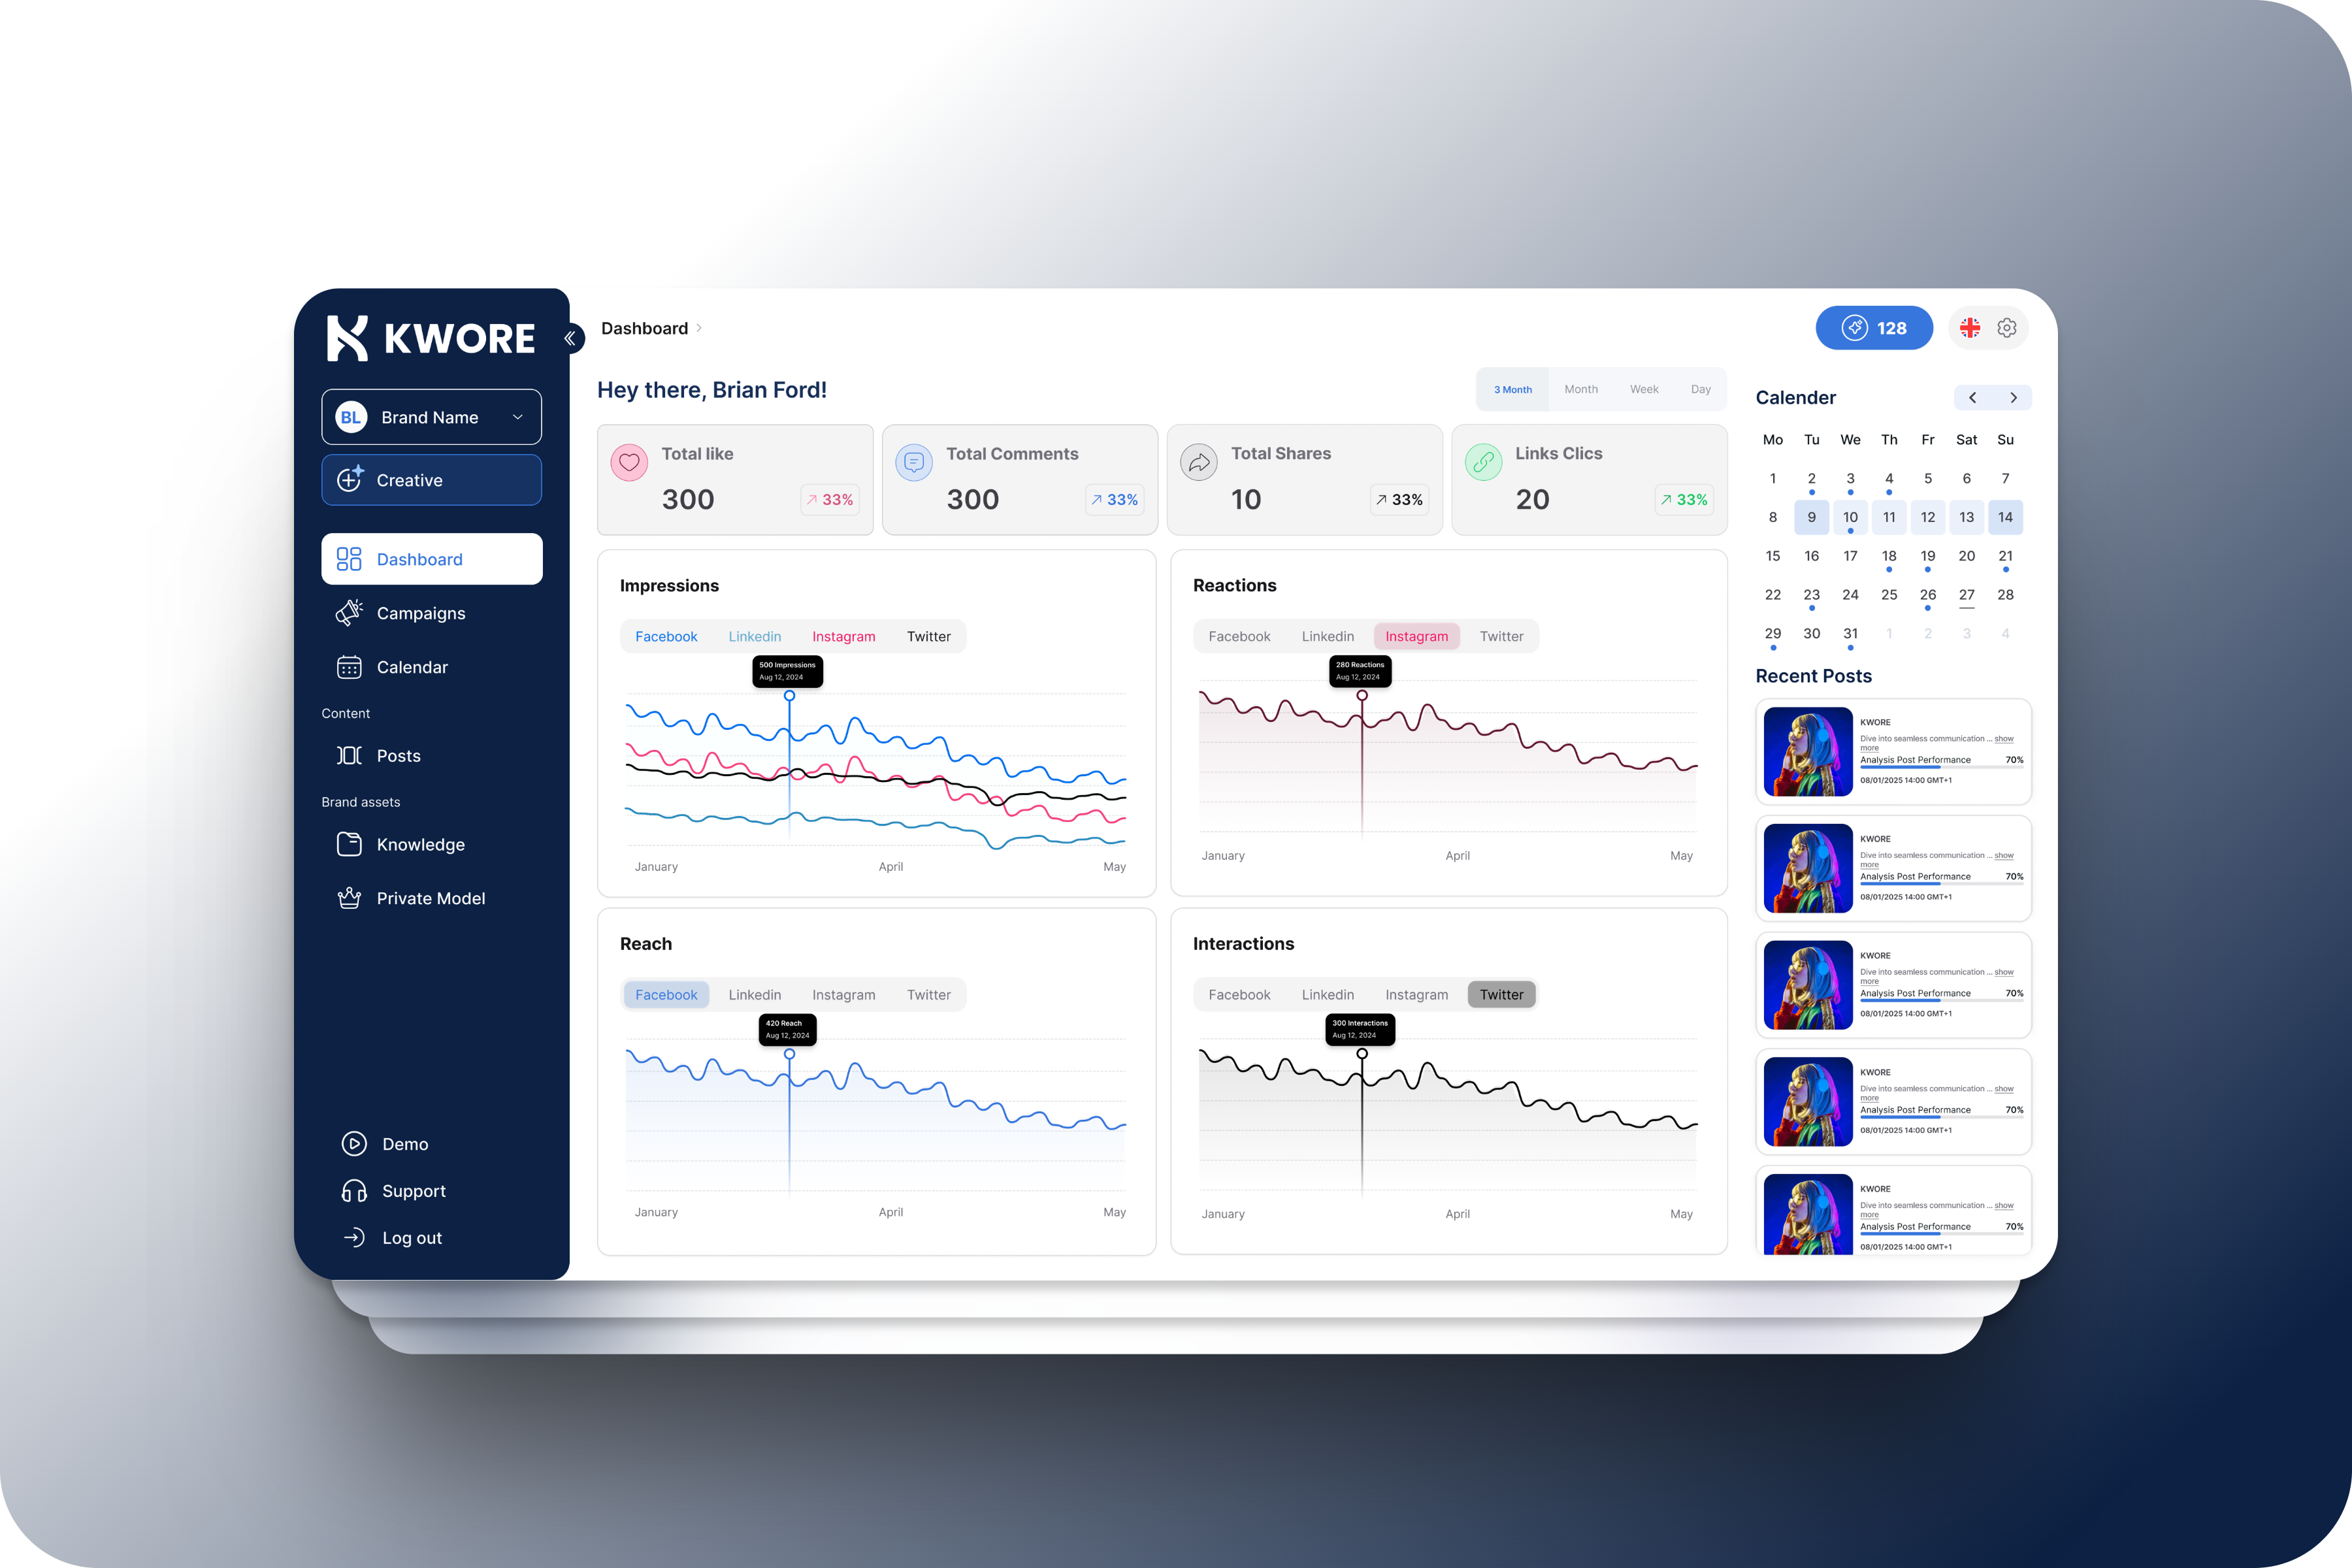 KWORE
BL Brand Name
Creative
Dashboard
Campaigns
Calendar
Content
Posts
Brand assets
Knowledge
Private Model
Demo
Support
Log out
Dashboard
128
Hey there, Brian Ford!
3 Month Month Week Day
Total like
300 33%
Total Comments
300 33%
Total Shares
10 33%
Links Clics
20 33%
Impressions
Facebook Linkedin Instagram Twitter
500 Impressions
Aug 12, 2024
January April May
Reactions
Facebook Linkedin Instagram Twitter
280 Reactions
Aug 12, 2024
January April May
Reach
Facebook Linkedin Instagram Twitter
420 Reach
Aug 12, 2024
January April May
Interactions
Facebook Linkedin Instagram Twitter
300 Interactions
Aug 12, 2024
January April May
Calender
Mo Tu We Th Fr Sat Su
1 2 3 4 5 6 7
8 9 10 11 12 13 14
15 16 17 18 19 20 21
22 23 24 25 26 27 28
29 30 31 1 2 3 4
Recent Posts
KWORE
Dive into seamless communication ... show
more
Analysis Post Performance 70%
08/01/2025 14:00 GMT+1
KWORE
Dive into seamless communication ... show
more
Analysis Post Performance 70%
08/01/2025 14:00 GMT+1
KWORE
Dive into seamless communication ... show
more
Analysis Post Performance 70%
08/01/2025 14:00 GMT+1
KWORE
Dive into seamless communication ... show
more
Analysis Post Performance 70%
08/01/2025 14:00 GMT+1
KWORE
Dive into seamless communication ... show
more
Analysis Post Performance 70%
08/01/2025 14:00 GMT+1